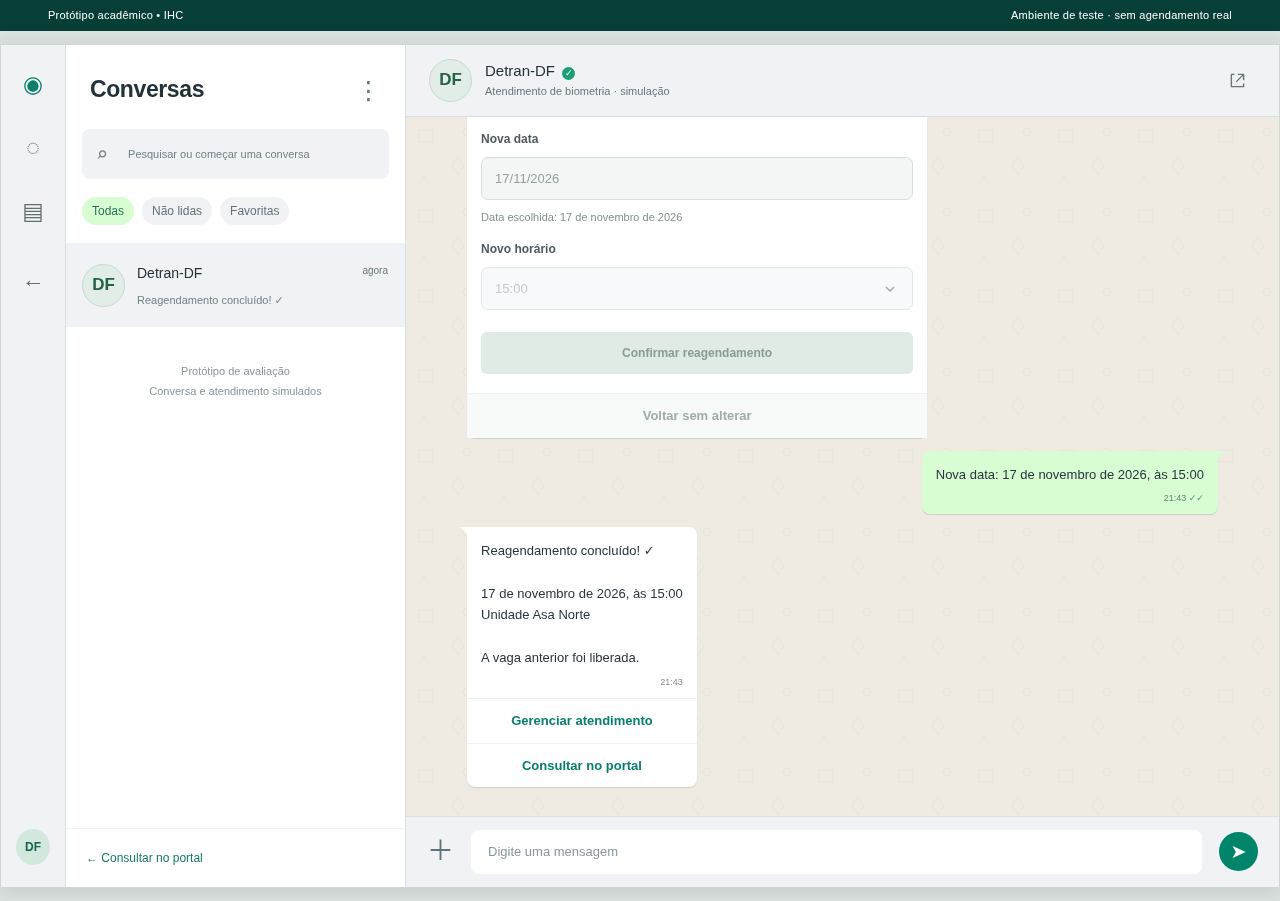 Protótipo acadêmico • IHC
Ambiente de teste · sem agendamento real
Conversas
Pesquisar ou começar uma conversa
Todas
Não lidas
Favoritas
DF
Detran-DF
agora
Reagendamento concluído! ✓
Protótipo de avaliação
Conversa e atendimento simulados
DF
← Consultar no portal
DF
Detran-DF ✓
Atendimento de biometria · simulação
Nova data
17/11/2026
Data escolhida: 17 de novembro de 2026
Novo horário
15:00
Confirmar reagendamento
Voltar sem alterar
Nova data: 17 de novembro de 2026, às 15:00
21:43 ✓✓
Reagendamento concluído! ✓
17 de novembro de 2026, às 15:00
Unidade Asa Norte
A vaga anterior foi liberada.
21:43
Gerenciar atendimento
Consultar no portal
Digite uma mensagem